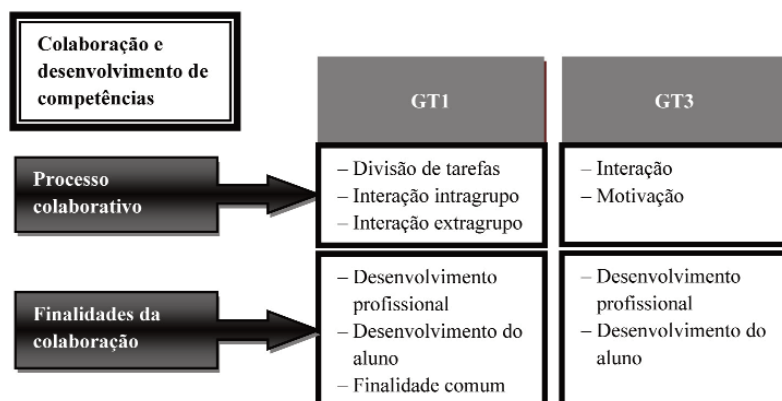 Colaboração e
desenvolvimento de
competências
GT1
GT3
Processo
colaborativo
– Divisão de tarefas
– Interação intragrupo
– Interação extragrupo
– Interação
– Motivação
Finalidades da
colaboração
– Desenvolvimento
profissional
– Desenvolvimento do
aluno
– Finalidade comum
– Desenvolvimento
profissional
– Desenvolvimento do
aluno